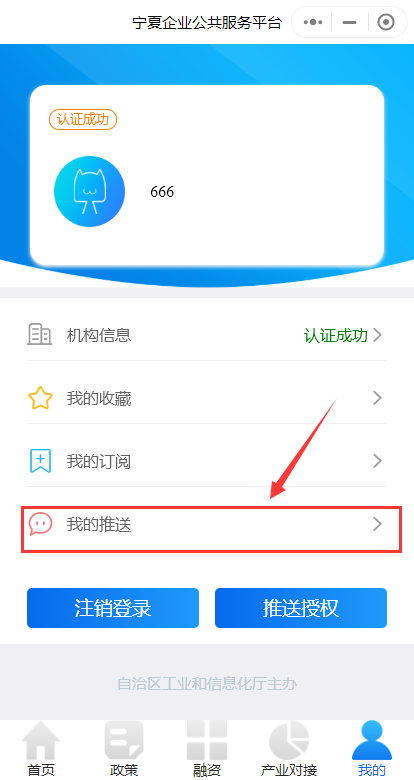 宁夏企业公共服务平台
认证成功
666
机构信息 认证成功
我的收藏
我的订阅
我的推送
注销登录 推送授权
自治区工业和信息化厅主办
首页 政策 融资 产业对接 我的